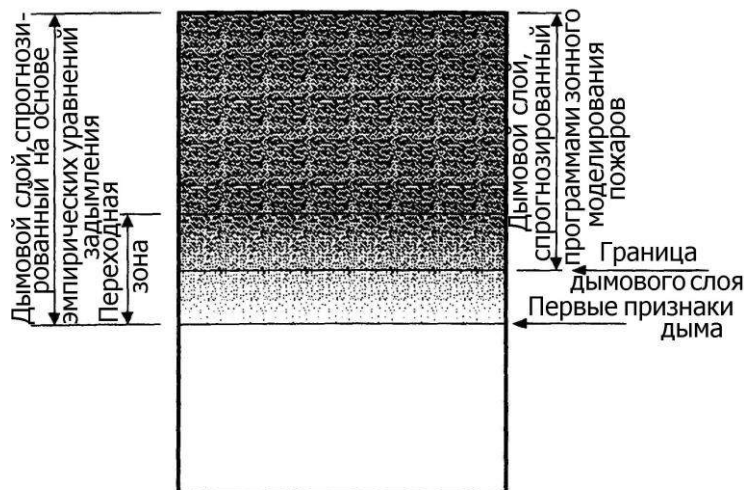 Дымовой слой, спрогнози-
рованный на основе
эмпирических уравнений
задымления
Переходная
зона
Дымовой слой,
спрогнозированный
программами зонного
моделирования
пожаров
Граница
дымового слоя
Первые признаки
дыма